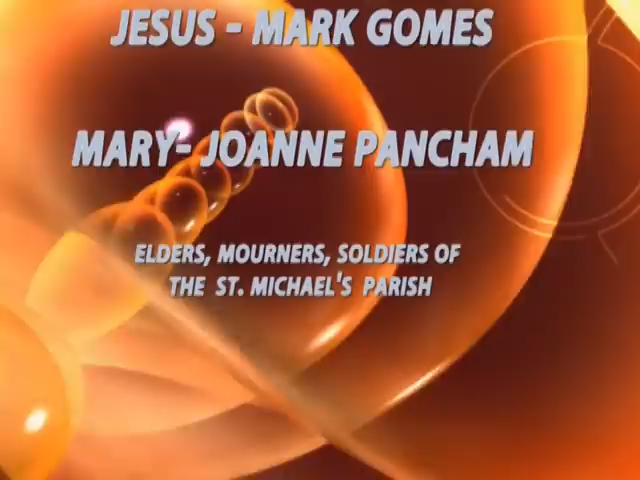 JESUS - MARK GOMES
MARY- JOANNE PANCHAM
ELDERS, MOURNERS, SOLDIERS OF
THE ST. MICHAEL'S PARISH